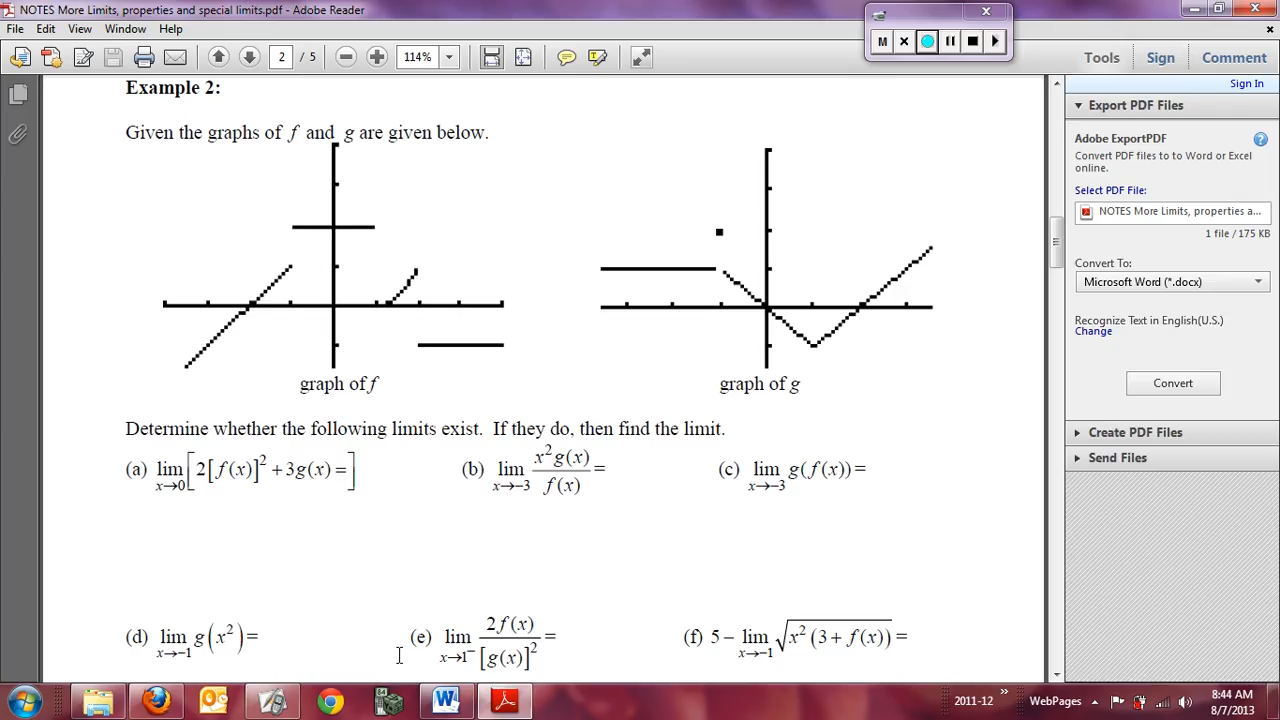 NOTES More Limits, properties and special limits.pdf - Adobe Reader
File Edit View Window Help
2 / 5 114% Tools Sign Comment
M
Sign In
Example 2:
Given the graphs of f and g are given below.
graph of f
graph of g
Determine whether the following limits exist. If they do, then find the limit.
(a) lim x→0 [2[f(x)]² + 3g(x) = ]
(b) lim x→−3 x²g(x) / f(x) =
(c) lim x→−3 g(f(x)) =
(d) lim x→−1 g(x²) =
(e) lim x→1⁻ 2f(x) / [g(x)]² =
(f) 5 − lim x→−1 √(x²(3 + f(x))) =
Export PDF Files
Adobe ExportPDF
Convert PDF files to Word or Excel
online.
Select PDF File:
NOTES More Limits, properties a...
1 file / 175 KB
Convert To:
Microsoft Word (*.docx)
Recognize Text in English(U.S.)
Change
Convert
Create PDF Files
Send Files
2011-12 » WebPages 8:44 AM
8/7/2013